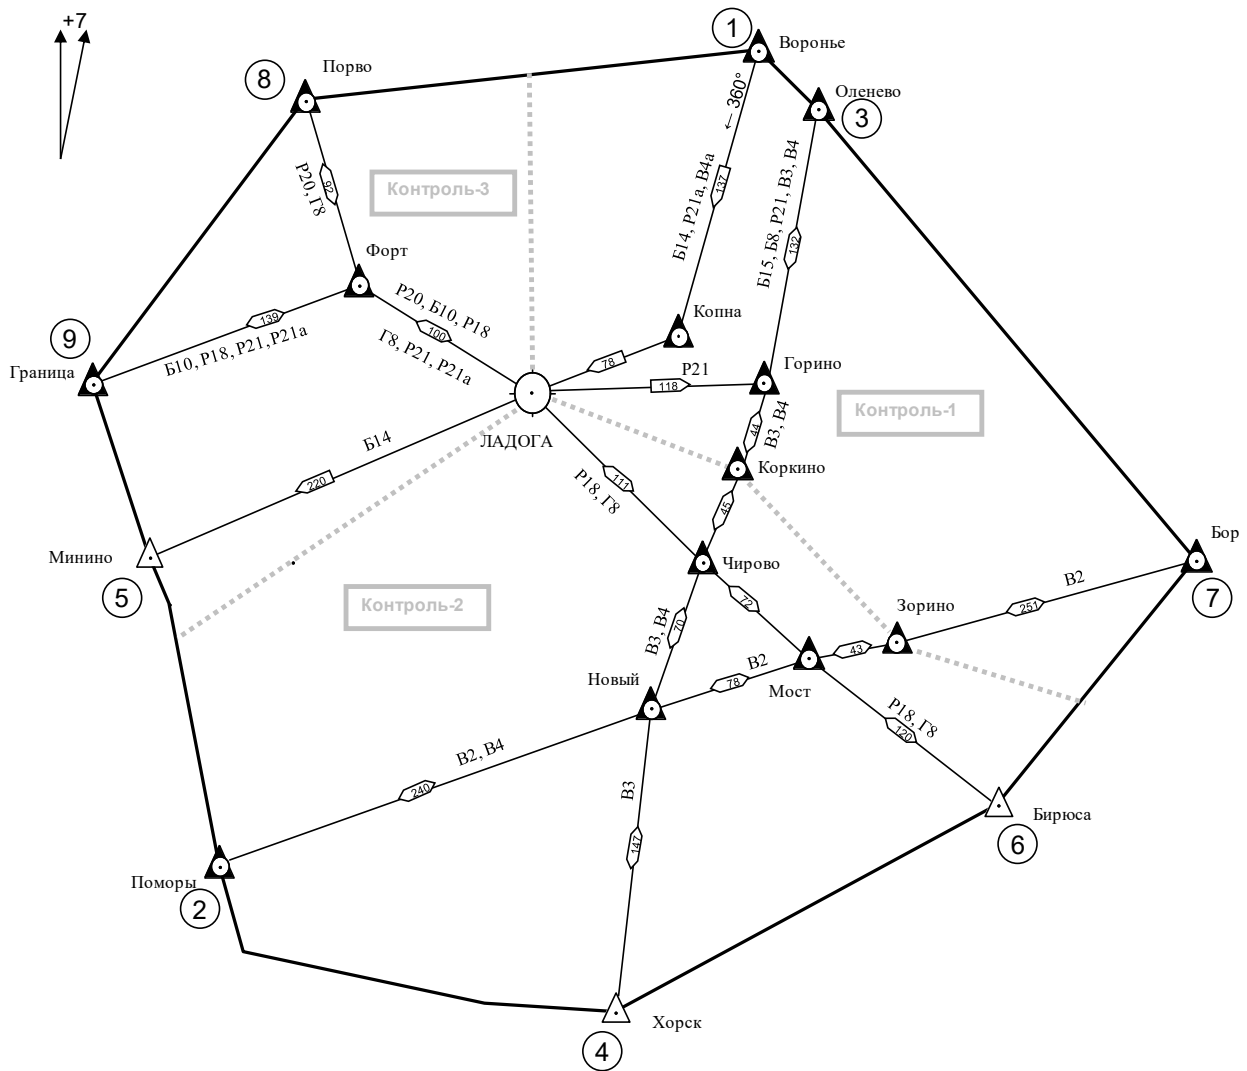 +7
1
Воронье
8
Порво
← 360°
Оленево
3
Р20, Г8
92
Контроль-3
Б14, Р21а, В4а
137
Б15, Б8, Р21, В3, В4
132
Форт
Р20, Б10, Р18
100
Г8, Р21, Р21а
139
Б10, Р18, Р21, Р21а
9
Граница
Копна
78
Р21
118
Горино
Контроль-1
ЛАДОГА
44
В3, В4
Коркино
45
Б14
220
Р18, Г8
111
Минино
5
Контроль-2
Чирово
72
Бор
7
В2
251
Зорино
43
В3, В4
70
Новый
78
В2
Мост
Р18, Г8
120
В2, В4
240
В3
147
Бирюса
6
Поморы
2
Хорск
4